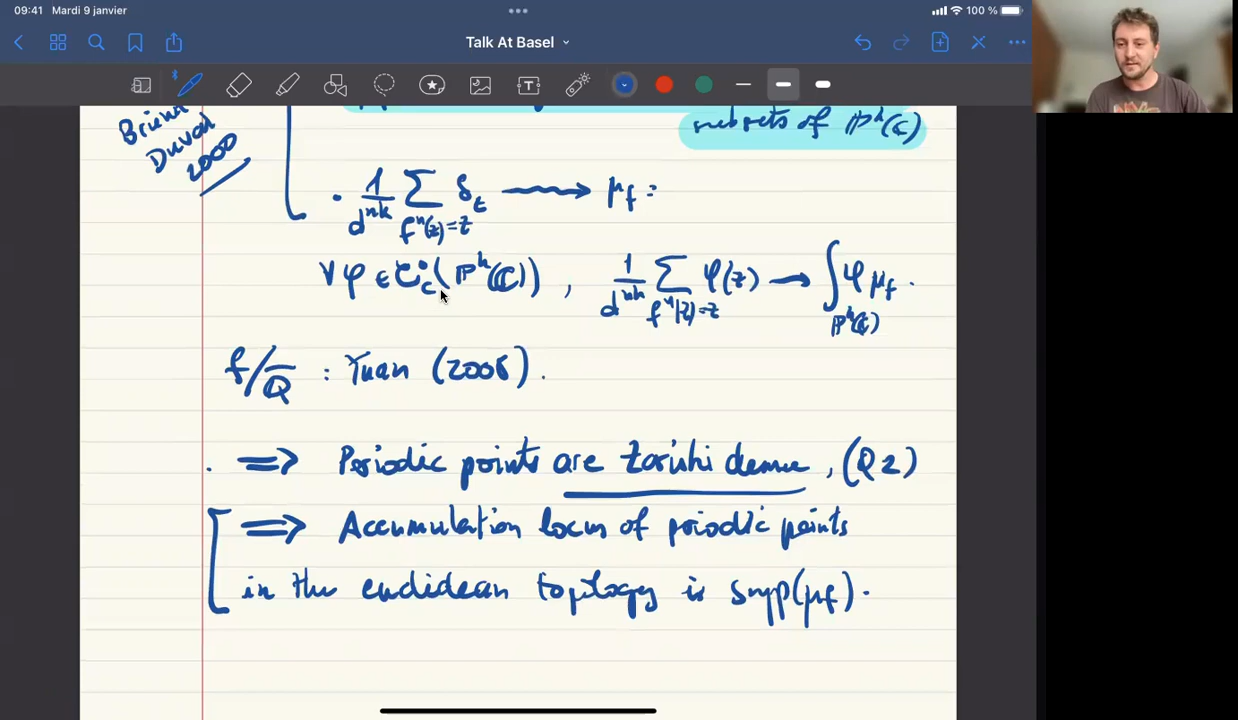 09:41 Mardi 9 janvier
100 %
Talk At Basel
subsets of ℙᵏ(ℂ)
Briend
Duval
2000
• 1/d^{nk} ∑_{fⁿ(z)=z} δ_z ⟶ μ_f :
∀ φ ∈ C⁰_c(ℙᵏ(ℂ)) , 1/d^{nk} ∑_{fⁿ(z)=z} φ(z) → ∫_{ℙᵏ(ℂ)} φ μ_f .
f/Q̄ : Yuan (2008) .
. ⟹ Periodic points are Zariski dense , (Q2)
⟹ Accumulation locus of periodic points
in the euclidean topology is supp(μ_f) .